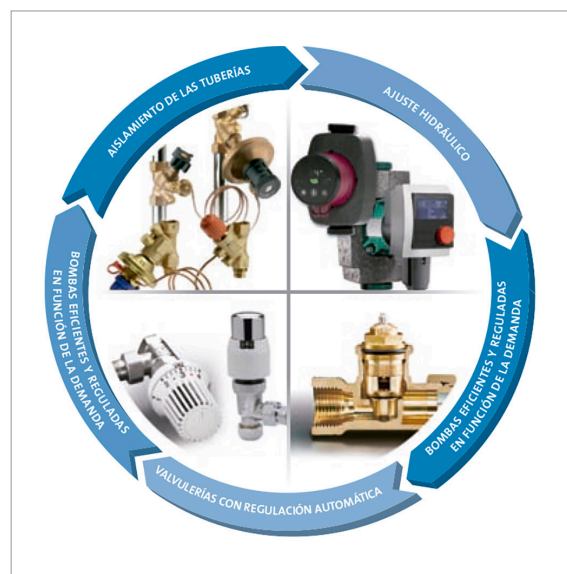 AISLAMIENTO DE LAS TUBERÍAS
AJUSTE HIDRÁULICO
BOMBAS EFICIENTES Y REGULADAS
EN FUNCIÓN DE LA DEMANDA
VALVULERÍAS CON REGULACIÓN AUTOMÁTICA
BOMBAS EFICIENTES Y REGULADAS
EN FUNCIÓN DE LA DEMANDA